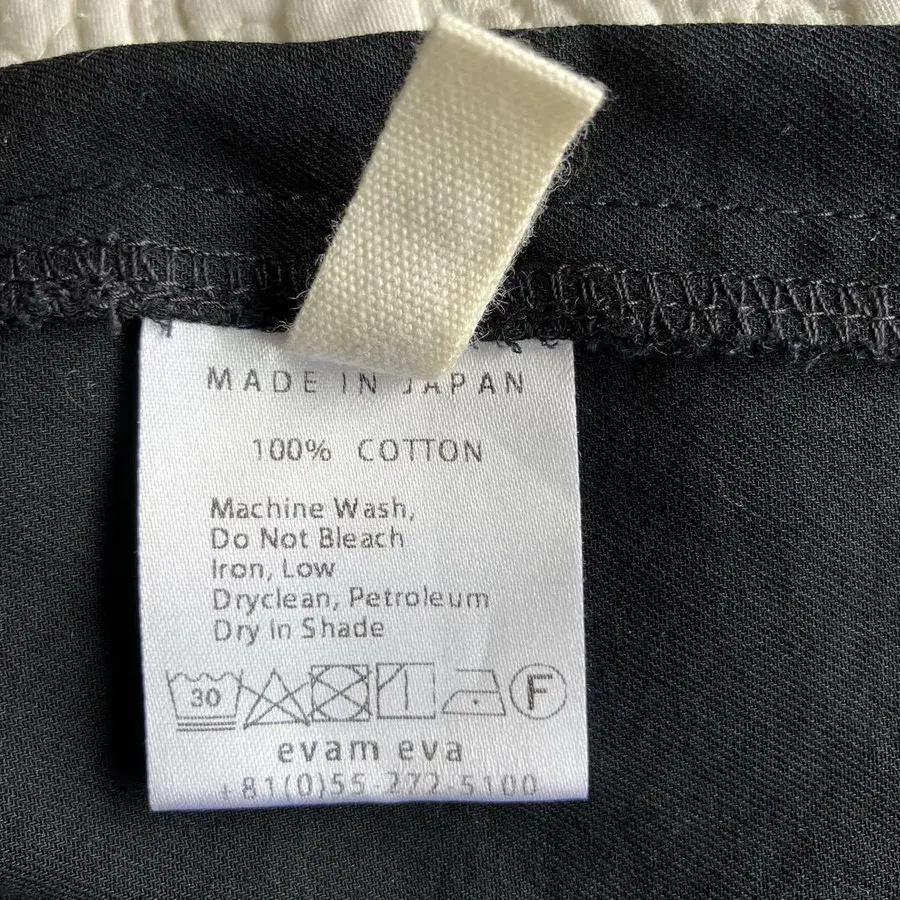 MADE IN JAPAN
100% COTTON
Machine Wash,
Do Not Bleach
Iron, Low
Dryclean, Petroleum
Dry In Shade
30
F
evam eva
+81(0)55-272-5100